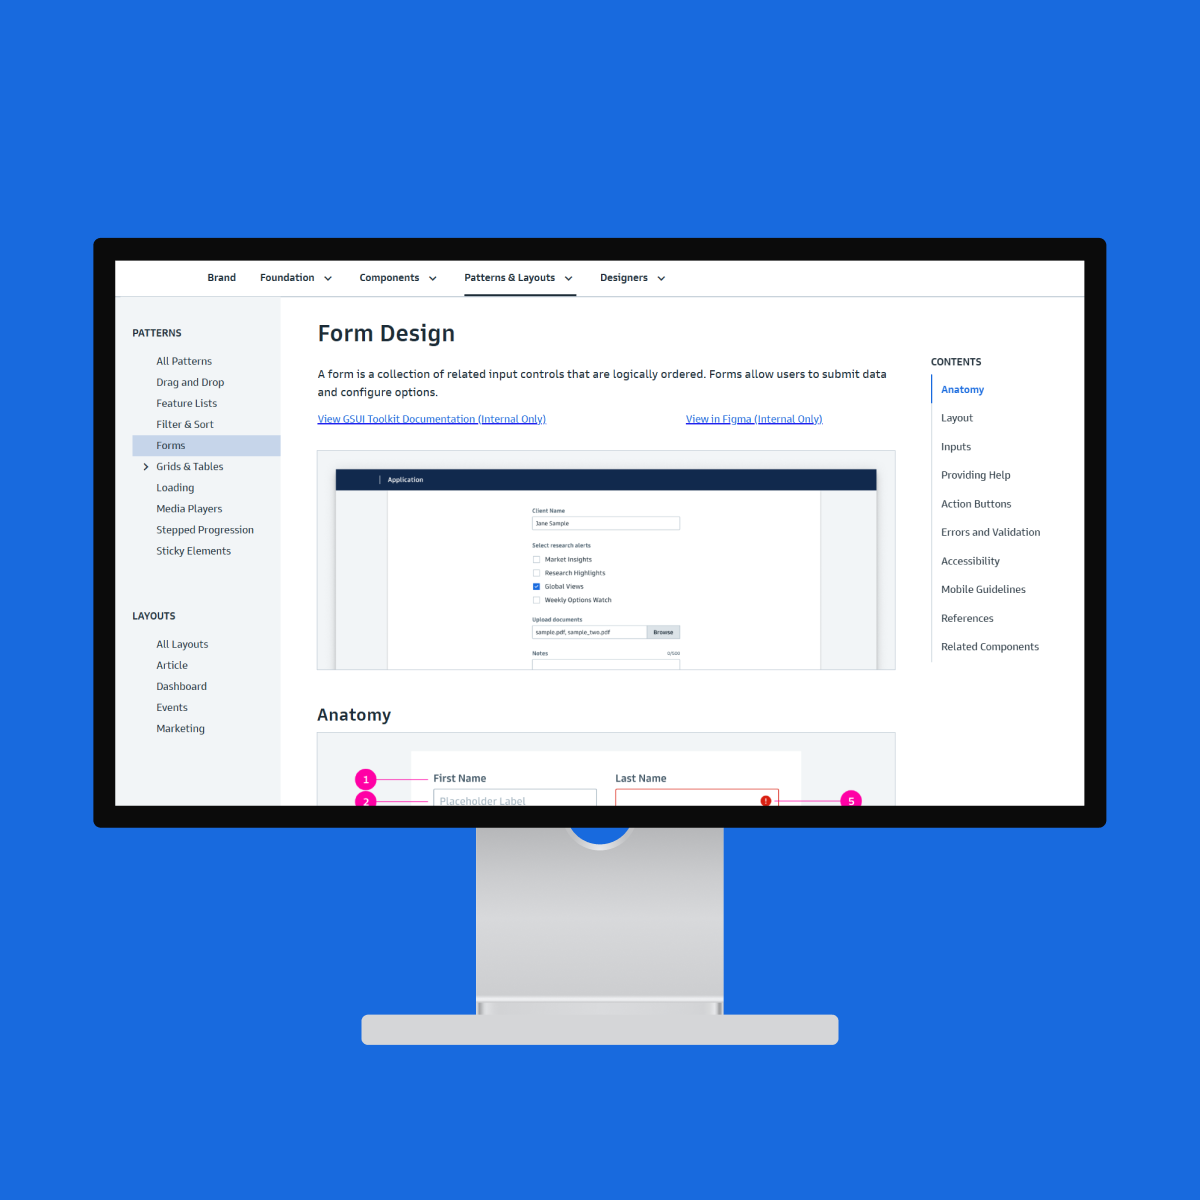 Brand Foundation Components Patterns & Layouts Designers
PATTERNS
All Patterns
Drag and Drop
Feature Lists
Filter & Sort
Forms
Grids & Tables
Loading
Media Players
Stepped Progression
Sticky Elements
LAYOUTS
All Layouts
Article
Dashboard
Events
Marketing
Form Design
A form is a collection of related input controls that are logically ordered. Forms allow users to submit data
and configure options.
View GSUI Toolkit Documentation (Internal Only) View in Figma (Internal Only)
Application
Client Name
Jane Sample
Select research alerts
Market Insights
Research Highlights
Global Views
Weekly Options Watch
Upload documents
sample.pdf, sample_two.pdf Browse
Notes 0/000
Anatomy
1 First Name Last Name
2 Placeholder Label ! 5
CONTENTS
Anatomy
Layout
Inputs
Providing Help
Action Buttons
Errors and Validation
Accessibility
Mobile Guidelines
References
Related Components